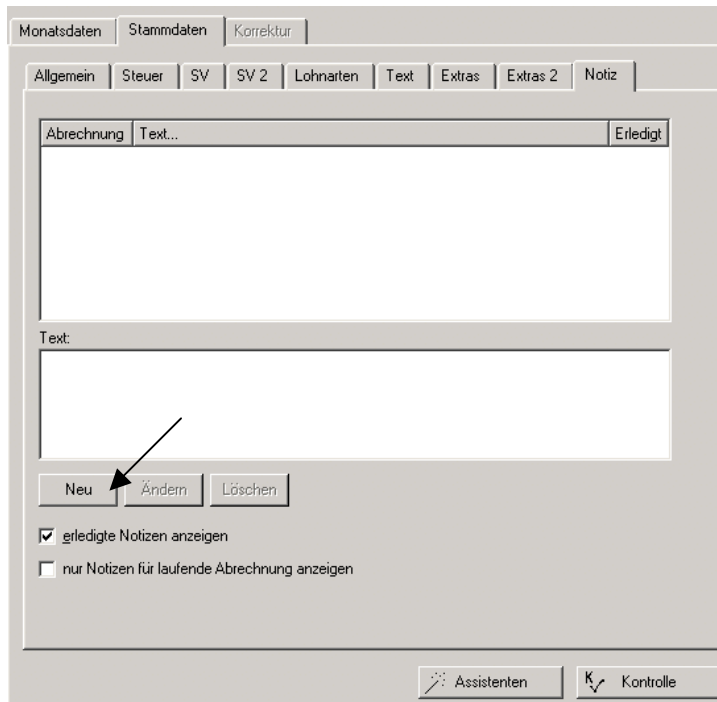 Monatsdaten Stammdaten Korrektur
Allgemein Steuer SV SV 2 Lohnarten Text Extras Extras 2 Notiz
Abrechnung Text... Erledigt
Text:
Neu Ändern Löschen
erledigte Notizen anzeigen
nur Notizen für laufende Abrechnung anzeigen
Assistenten K Kontrolle